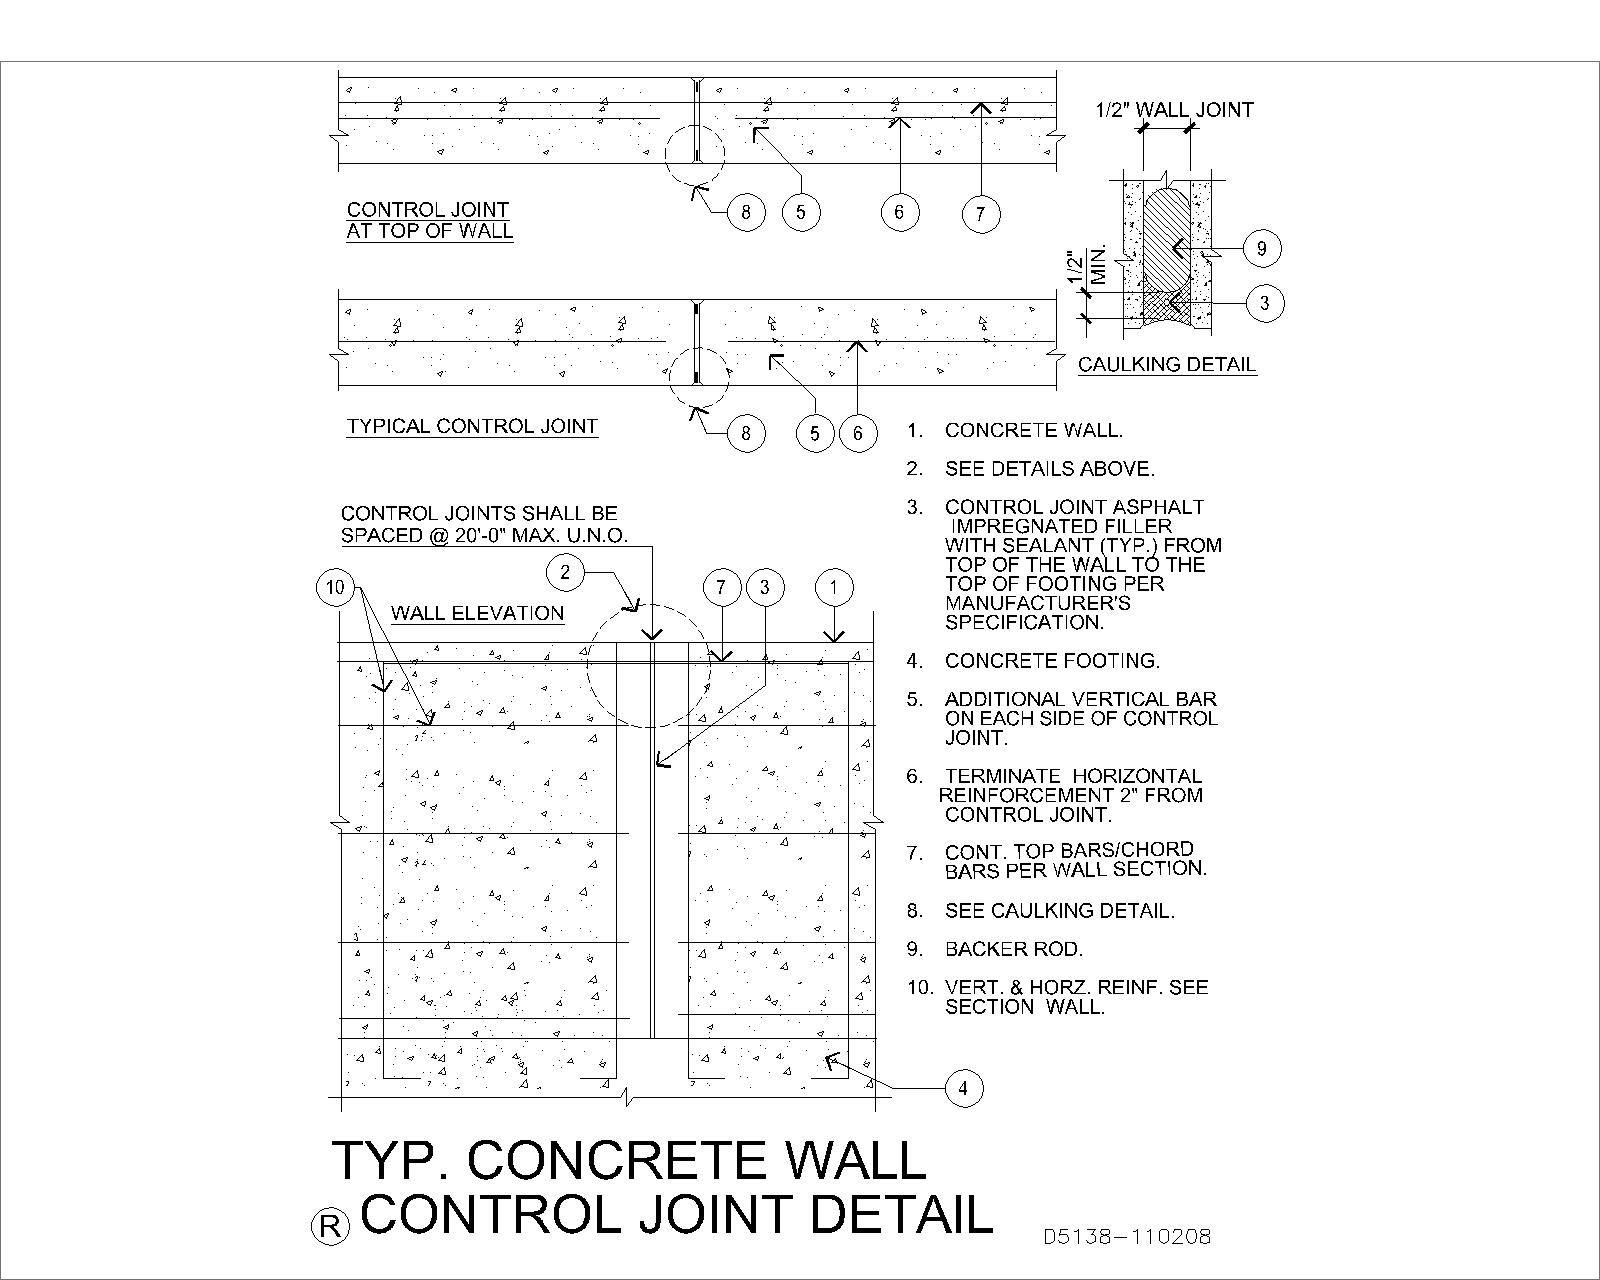 1/2" WALL JOINT
8
5
6
7
CONTROL JOINT
AT TOP OF WALL
9
1/2"
MIN.
3
CAULKING DETAIL
TYPICAL CONTROL JOINT
8
5
6
CONTROL JOINTS SHALL BE
SPACED @ 20'-0" MAX. U.N.O.
2
10
7
3
1
WALL ELEVATION
1. CONCRETE WALL.
2. SEE DETAILS ABOVE.
3. CONTROL JOINT ASPHALT
IMPREGNATED FILLER
WITH SEALANT (TYP.) FROM
TOP OF THE WALL TO THE
TOP OF FOOTING PER
MANUFACTURER'S
SPECIFICATION.
4. CONCRETE FOOTING.
5. ADDITIONAL VERTICAL BAR
ON EACH SIDE OF CONTROL
JOINT.
6. TERMINATE HORIZONTAL
REINFORCEMENT 2" FROM
CONTROL JOINT.
7. CONT. TOP BARS/CHORD
BARS PER WALL SECTION.
8. SEE CAULKING DETAIL.
9. BACKER ROD.
10. VERT. & HORZ. REINF. SEE
SECTION WALL.
4
TYP. CONCRETE WALL
R CONTROL JOINT DETAIL
D5138-110208